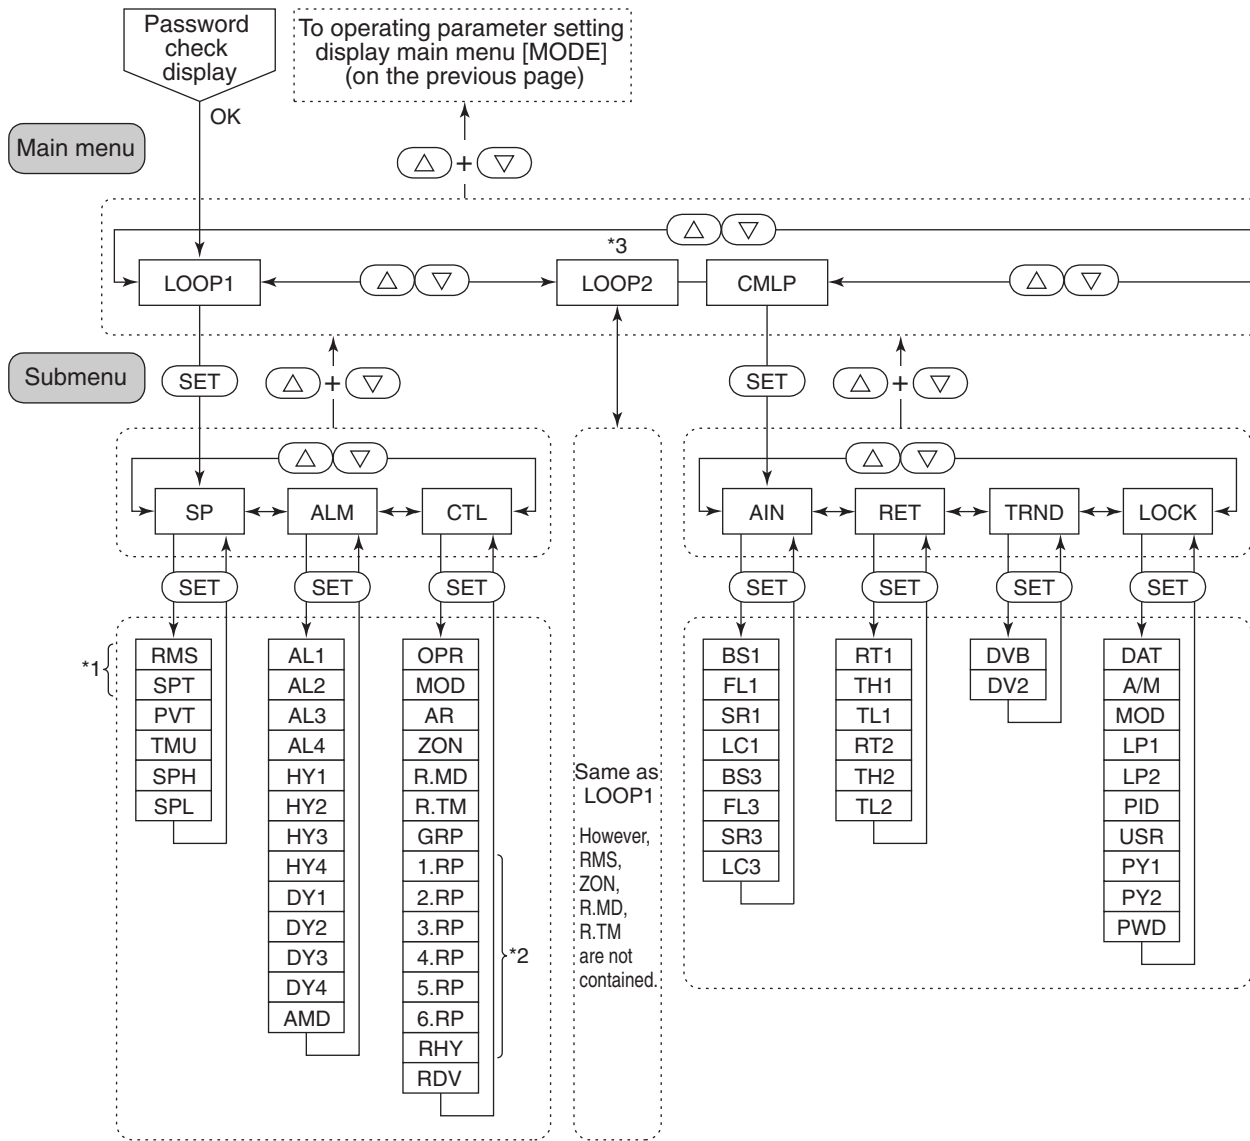 Password
check
display
To operating parameter setting
display main menu [MODE]
(on the previous page)
OK
Main menu
△ + ▽
△ ▽
*3
LOOP1
△ ▽
LOOP2
CMLP
△ ▽
Submenu
SET
△ + ▽
SET
△ + ▽
△ ▽
△ ▽
SP
ALM
CTL
AIN
RET
TRND
LOCK
SET
SET
SET
SET
SET
SET
SET
*1
RMS
SPT
PVT
TMU
SPH
SPL
AL1
AL2
AL3
AL4
HY1
HY2
HY3
HY4
DY1
DY2
DY3
DY4
AMD
OPR
MOD
AR
ZON
R.MD
R.TM
GRP
1.RP
2.RP
3.RP
4.RP
5.RP
6.RP
RHY
RDV
*2
Same as
LOOP1
However,
RMS,
ZON,
R.MD,
R.TM
are not
contained.
BS1
FL1
SR1
LC1
BS3
FL3
SR3
LC3
RT1
TH1
TL1
RT2
TH2
TL2
DVB
DV2
DAT
A/M
MOD
LP1
LP2
PID
USR
PY1
PY2
PWD